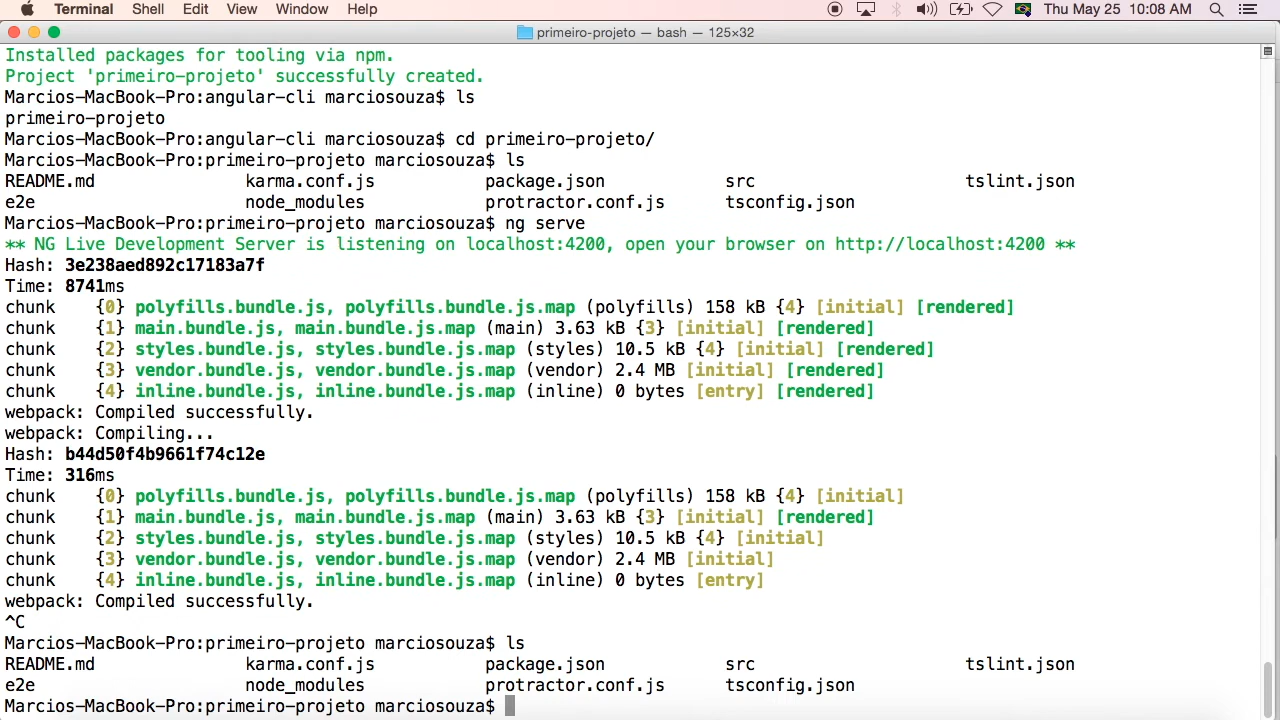 Terminal Shell Edit View Window Help Thu May 25 10:08 AM
primeiro-projeto — bash — 125×32
Installed packages for tooling via npm.
Project 'primeiro-projeto' successfully created.
Marcios-MacBook-Pro:angular-cli marciosouza$ ls
primeiro-projeto
Marcios-MacBook-Pro:angular-cli marciosouza$ cd primeiro-projeto/
Marcios-MacBook-Pro:primeiro-projeto marciosouza$ ls
README.md karma.conf.js package.json src tslint.json
e2e node_modules protractor.conf.js tsconfig.json
Marcios-MacBook-Pro:primeiro-projeto marciosouza$ ng serve
** NG Live Development Server is listening on localhost:4200, open your browser on http://localhost:4200 **
Hash: 3e238aed892c17183a7f
Time: 8741ms
chunk {0} polyfills.bundle.js, polyfills.bundle.js.map (polyfills) 158 kB {4} [initial] [rendered]
chunk {1} main.bundle.js, main.bundle.js.map (main) 3.63 kB {3} [initial] [rendered]
chunk {2} styles.bundle.js, styles.bundle.js.map (styles) 10.5 kB {4} [initial] [rendered]
chunk {3} vendor.bundle.js, vendor.bundle.js.map (vendor) 2.4 MB [initial] [rendered]
chunk {4} inline.bundle.js, inline.bundle.js.map (inline) 0 bytes [entry] [rendered]
webpack: Compiled successfully.
webpack: Compiling...
Hash: b44d50f4b9661f74c12e
Time: 316ms
chunk {0} polyfills.bundle.js, polyfills.bundle.js.map (polyfills) 158 kB {4} [initial]
chunk {1} main.bundle.js, main.bundle.js.map (main) 3.63 kB {3} [initial] [rendered]
chunk {2} styles.bundle.js, styles.bundle.js.map (styles) 10.5 kB {4} [initial]
chunk {3} vendor.bundle.js, vendor.bundle.js.map (vendor) 2.4 MB [initial]
chunk {4} inline.bundle.js, inline.bundle.js.map (inline) 0 bytes [entry]
webpack: Compiled successfully.
^C
Marcios-MacBook-Pro:primeiro-projeto marciosouza$ ls
README.md karma.conf.js package.json src tslint.json
e2e node_modules protractor.conf.js tsconfig.json
Marcios-MacBook-Pro:primeiro-projeto marciosouza$